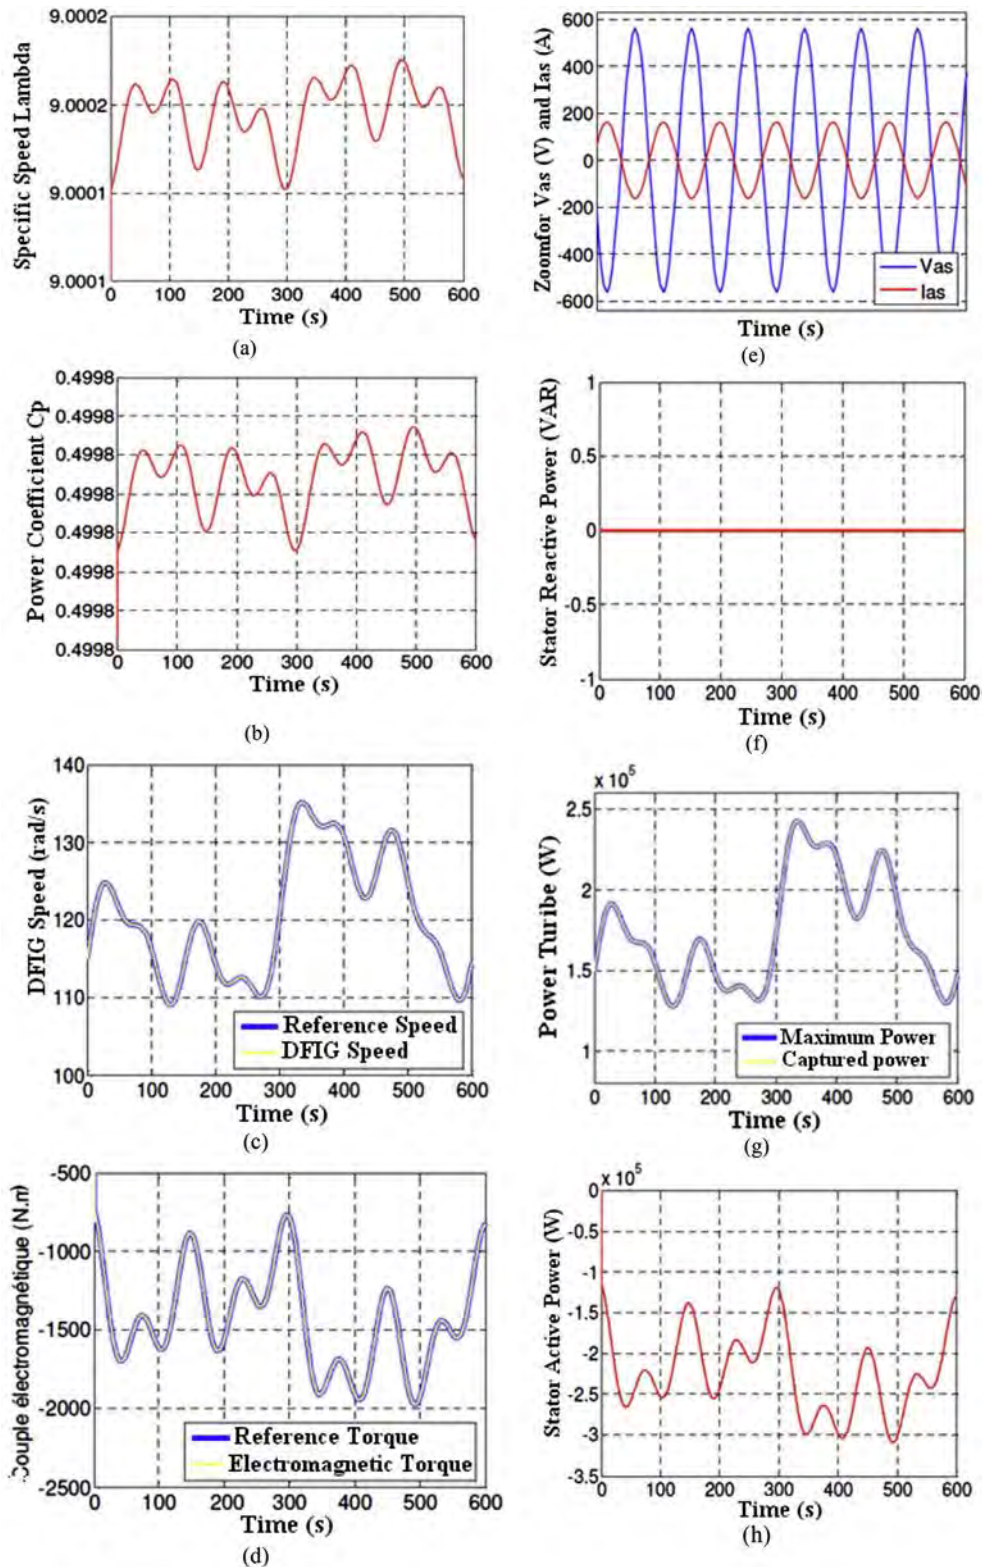 9.0002
9.0002
9.0001
9.0001
0 100 200 300 400 500 600
Specific Speed Lambda
Time (s)
(a)
600
400
200
0
-200
-400
-600
Zoomfor Vas (V) and Ias (A)
Vas
Ias
Time (s)
(e)
0.4998
0.4998
0.4998
0.4998
0.4998
0.4998
0.4998
0.4998
0 100 200 300 400 500 600
Power Coefficient Cp
Time (s)
(b)
1
0.5
0
-0.5
-1
0 100 200 300 400 500 600
Stator Reactive Power (VAR)
Time (s)
(f)
140
130
120
110
100
0 100 200 300 400 500 600
DFIG Speed (rad/s)
Reference Speed
DFIG Speed
Time (s)
(c)
x 10⁵
2.5
2
1.5
1
0 100 200 300 400 500 600
Power Turibe (W)
Maximum Power
Captured power
Time (s)
(g)
-500
-1000
-1500
-2000
-2500
0 100 200 300 400 500 600
Couple électromagnétique (N.m)
Reference Torque
Electromagnetic Torque
Time (s)
(d)
x 10⁵
0
-0.5
-1
-1.5
-2
-2.5
-3
-3.5
0 100 200 300 400 500 600
Stator Active Power (W)
Time (s)
(h)